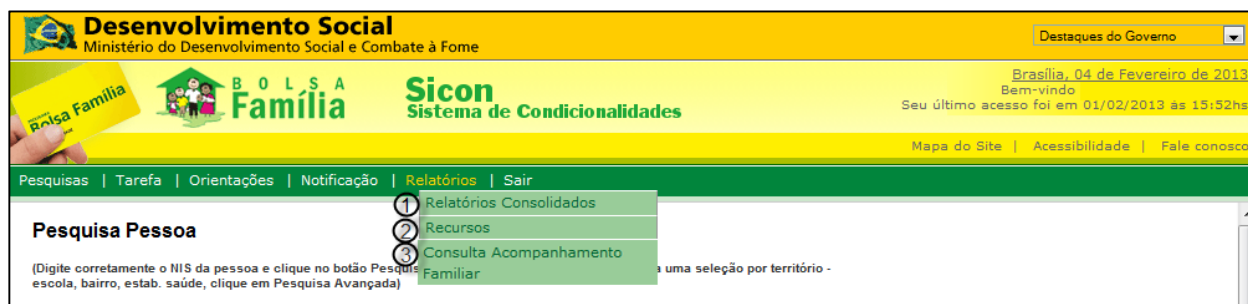 Desenvolvimento Social
Ministério do Desenvolvimento Social e Combate à Fome
Destaques do Governo
Bolsa Família
BOLSA
Família
Sicon
Sistema de Condicionalidades
Brasília, 04 de Fevereiro de 2013
Bem-vindo
Seu último acesso foi em 01/02/2013 às 15:52hs
Mapa do Site | Acessibilidade | Fale conosco
Pesquisas | Tarefa | Orientações | Notificação | Relatórios | Sair
1 Relatórios Consolidados
2 Recursos
3 Consulta Acompanhamento
Familiar
Pesquisa Pessoa
(Digite corretamente o NIS da pessoa e clique no botão Pesquis a uma seleção por território -
escola, bairro, estab. saúde, clique em Pesquisa Avançada)